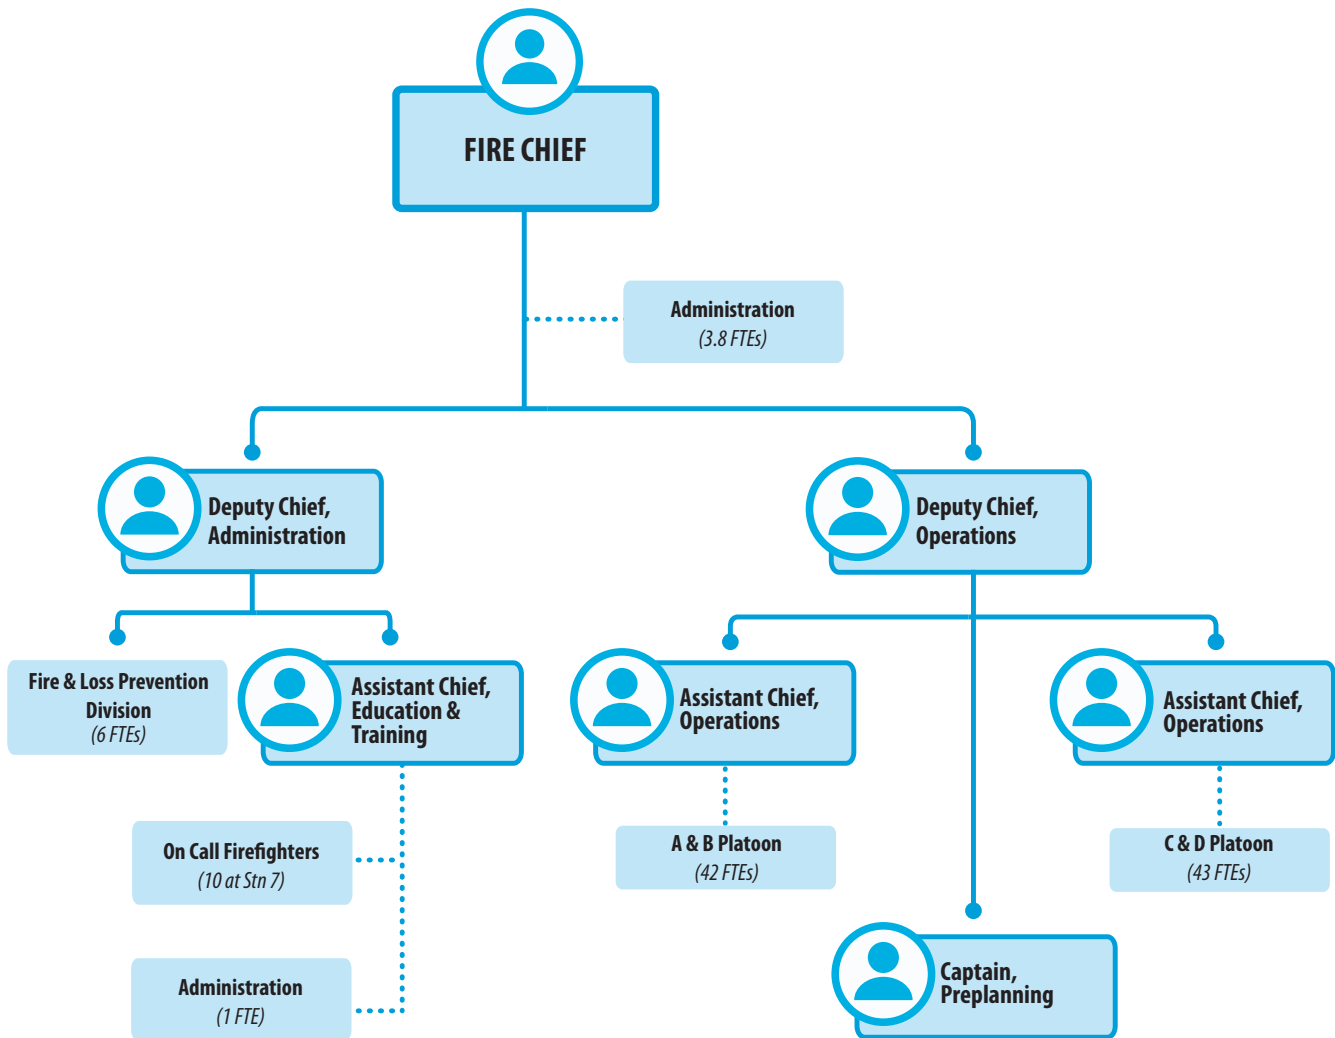 FIRE CHIEF
Administration
(3.8 FTEs)
Deputy Chief,
Administration
Deputy Chief,
Operations
Fire & Loss Prevention
Division
(6 FTEs)
Assistant Chief,
Education &
Training
Assistant Chief,
Operations
Assistant Chief,
Operations
On Call Firefighters
(10 at Stn 7)
A & B Platoon
(42 FTEs)
C & D Platoon
(43 FTEs)
Administration
(1 FTE)
Captain,
Preplanning